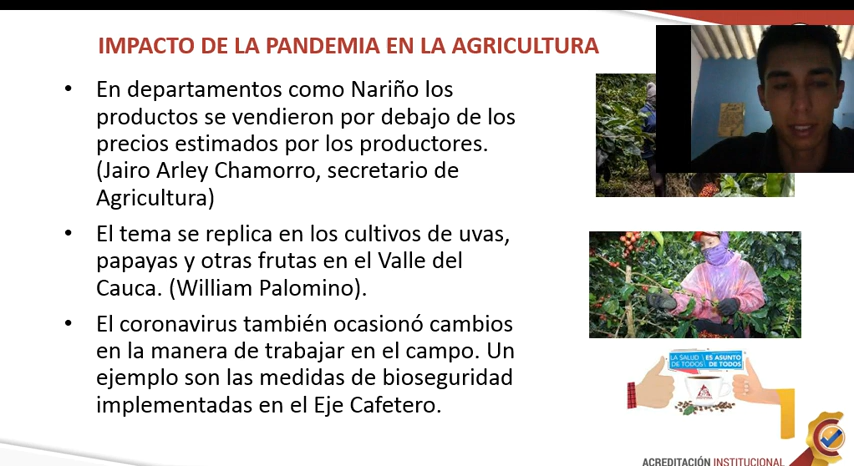 IMPACTO DE LA PANDEMIA EN LA AGRICULTURA
• En departamentos como Nariño los
productos se vendieron por debajo de los
precios estimados por los productores.
(Jairo Arley Chamorro, secretario de
Agricultura)
• El tema se replica en los cultivos de uvas,
papayas y otras frutas en el Valle del
Cauca. (William Palomino).
• El coronavirus también ocasionó cambios
en la manera de trabajar en el campo. Un
ejemplo son las medidas de bioseguridad
implementadas en el Eje Cafetero.
LA SALUD ES ASUNTO
DE TODOS DE TODOS
ACREDITACIÓN INSTITUCIONAL